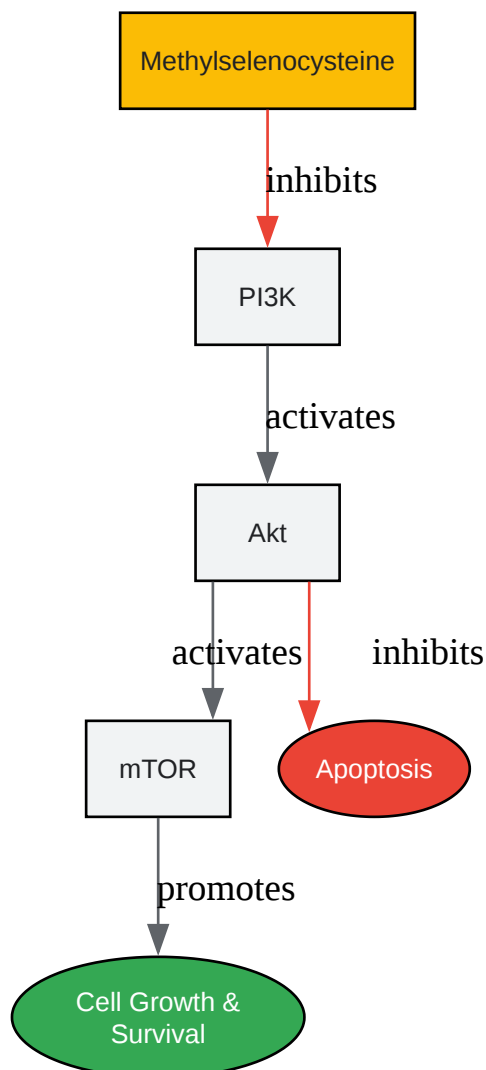 Methylselenocysteine
inhibits
PI3K
activates
Akt
activates
inhibits
mTOR
Apoptosis
promotes
Cell Growth &
Survival